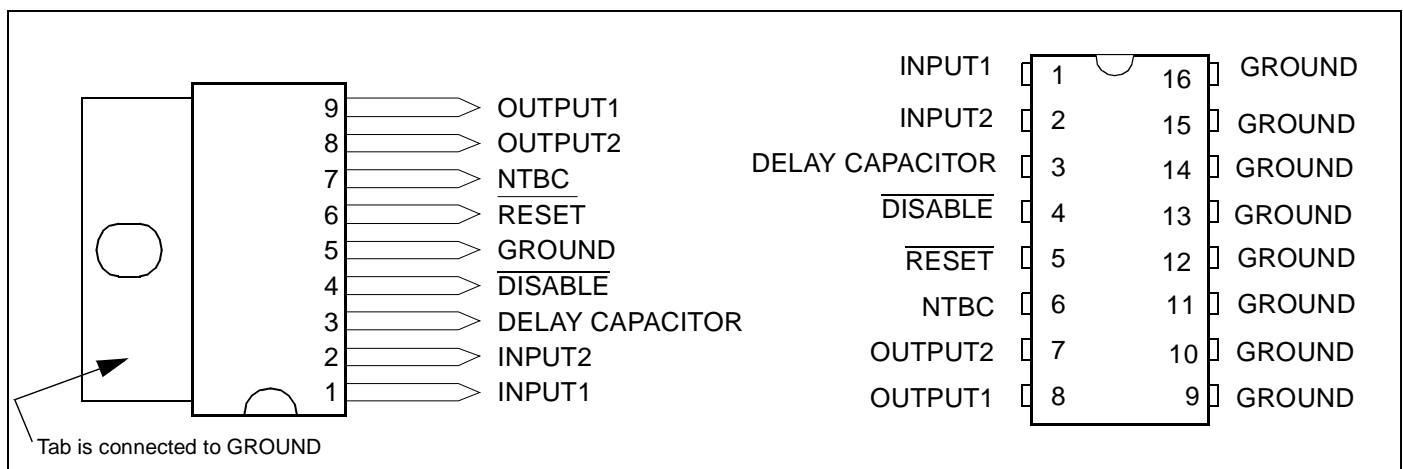 9 OUTPUT1
8 OUTPUT2
7 NTBC
6 RESET
5 GROUND
4 DISABLE
3 DELAY CAPACITOR
2 INPUT2
1 INPUT1
Tab is connected to GROUND
INPUT1 1 16 GROUND
INPUT2 2 15 GROUND
DELAY CAPACITOR 3 14 GROUND
DISABLE 4 13 GROUND
RESET 5 12 GROUND
NTBC 6 11 GROUND
OUTPUT2 7 10 GROUND
OUTPUT1 8 9 GROUND